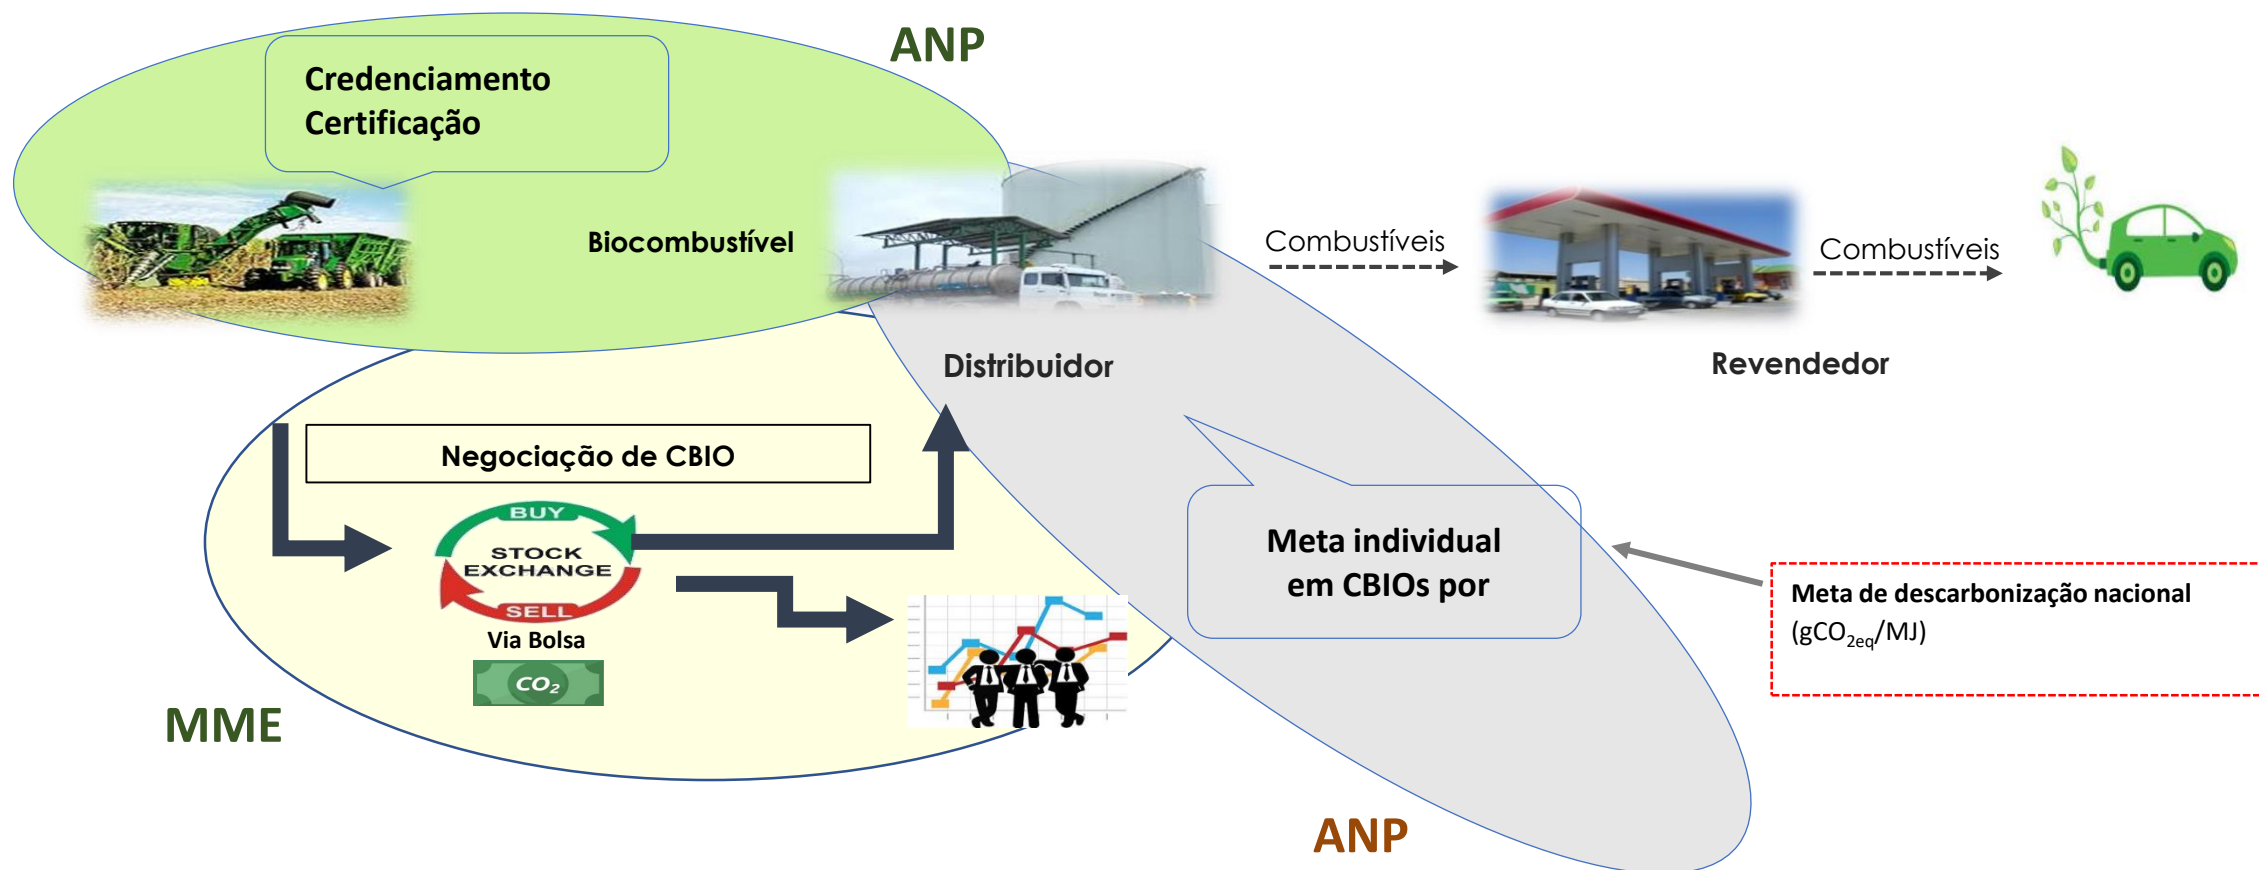 ANP
Credenciamento
Certificação
Biocombustível
Combustíveis
Combustíveis
Distribuidor
Revendedor
Negociação de CBIO
BUY
STOCK
EXCHANGE
SELL
Via Bolsa
CO₂
Meta individual
em CBIOs por
Meta de descarbonização nacional
(gCO₂eq/MJ)
MME
ANP